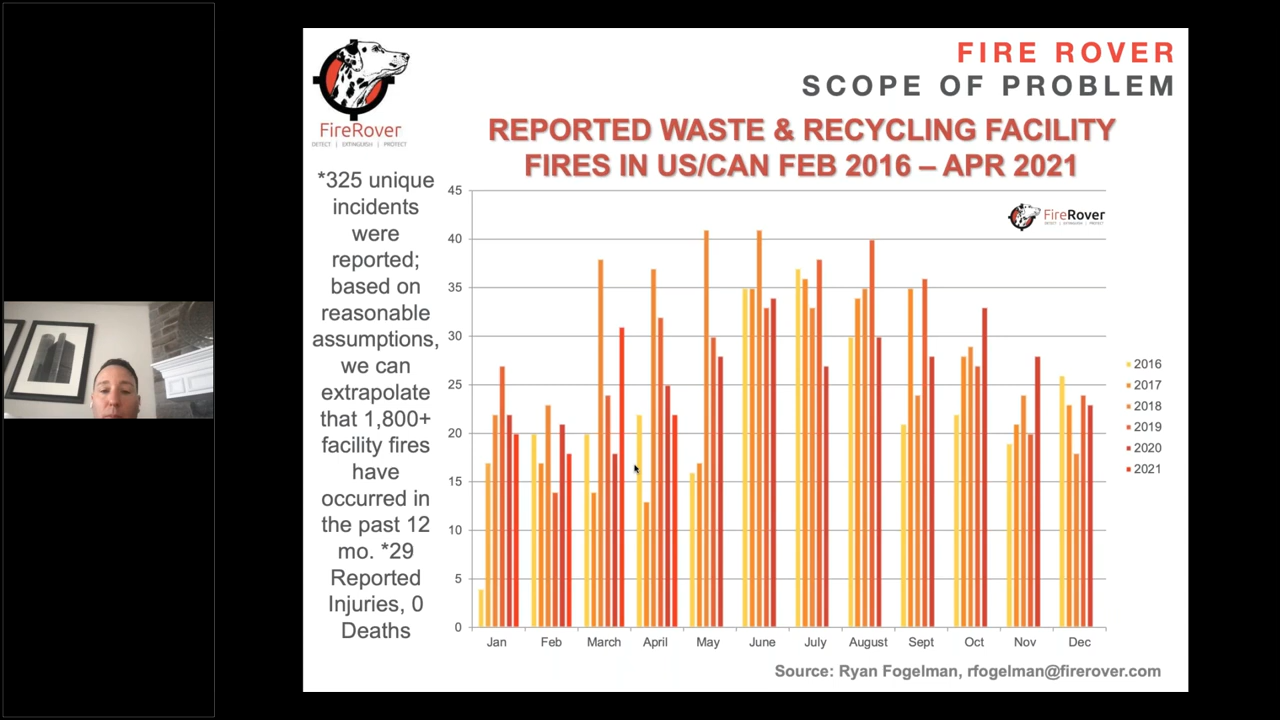 FIRE ROVER
SCOPE OF PROBLEM
FireRover
DETECT | EXTINGUISH | PROTECT
REPORTED WASTE & RECYCLING FACILITY
FIRES IN US/CAN FEB 2016 – APR 2021
*325 unique
incidents
were
reported;
based on
reasonable
assumptions,
we can
extrapolate
that 1,800+
facility fires
have
occurred in
the past 12
mo. *29
Reported
Injuries, 0
Deaths
45
40
35
30
25
20
15
10
5
0
FireRover
DETECT | EXTINGUISH | PROTECT
Jan Feb March April May June July August Sept Oct Nov Dec
2016
2017
2018
2019
2020
2021
Source: Ryan Fogelman, rfogelman@firerover.com